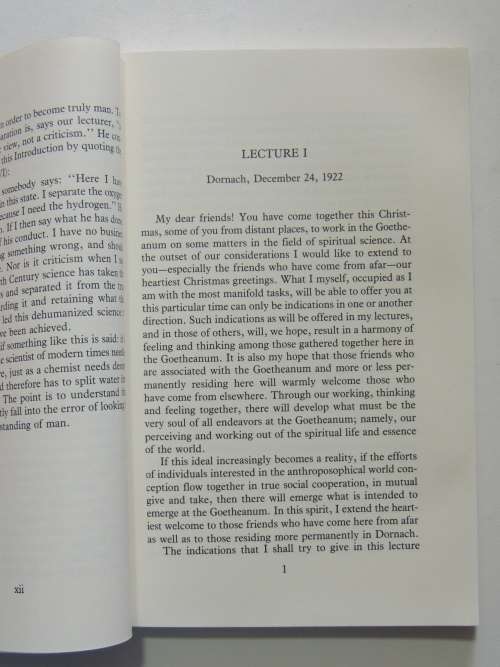 n order to become truly man.
aration is, says our lecturer,
view, not a criticism." He
this Introduction by quoting
somebody says: "Here I
in this state. I separate the oxygen
because I need the hydrogen."
n. If I then say what he has
of his conduct. I have no
g something wrong, and
. Nor is it criticism when I
th Century science has taken
and separated it from the
rding it and retaining what
led this dehumanized science
ve been achieved.
if something like this is said:
e scientist of modern times needs
re, just as a chemist needs
d therefore has to split water
The point is to understand
tly fall into the error of looking
standing of man.
xii
LECTURE I
Dornach, December 24, 1922
My dear friends! You have come together this Christ-
mas, some of you from distant places, to work in the Goethe-
anum on some matters in the field of spiritual science. At
the outset of our considerations I would like to extend to
you—especially the friends who have come from afar—our
heartiest Christmas greetings. What I myself, occupied as I
am with the most manifold tasks, will be able to offer you at
this particular time can only be indications in one or another
direction. Such indications as will be offered in my lectures,
and in those of others, will, we hope, result in a harmony of
feeling and thinking among those gathered together here in
the Goetheanum. It is also my hope that those friends who
are associated with the Goetheanum and more or less per-
manently residing here will warmly welcome those who
have come from elsewhere. Through our working, thinking
and feeling together, there will develop what must be the
very soul of all endeavors at the Goetheanum; namely, our
perceiving and working out of the spiritual life and essence
of the world.
If this ideal increasingly becomes a reality, if the efforts
of individuals interested in the anthroposophical world con-
ception flow together in true social cooperation, in mutual
give and take, then there will emerge what is intended to
emerge at the Goetheanum. In this spirit, I extend the heart-
iest welcome to those friends who have come here from afar
as well as to those residing more permanently in Dornach.
The indications that I shall try to give in this lecture
1